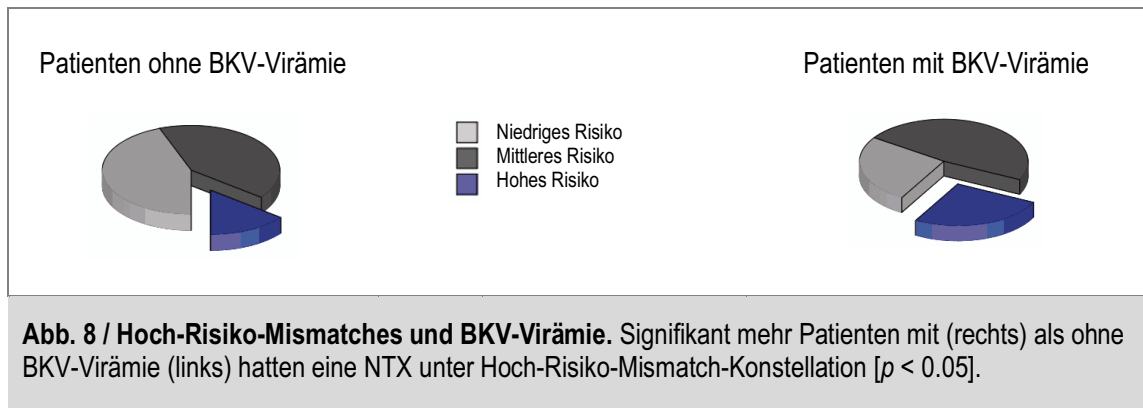 Patienten ohne BKV-Virämie
Patienten mit BKV-Virämie
Niedriges Risiko
Mittleres Risiko
Hohes Risiko
Abb. 8 / Hoch-Risiko-Mismatches und BKV-Virämie. Signifikant mehr Patienten mit (rechts) als ohne
BKV-Virämie (links) hatten eine NTX unter Hoch-Risiko-Mismatch-Konstellation [p < 0.05].